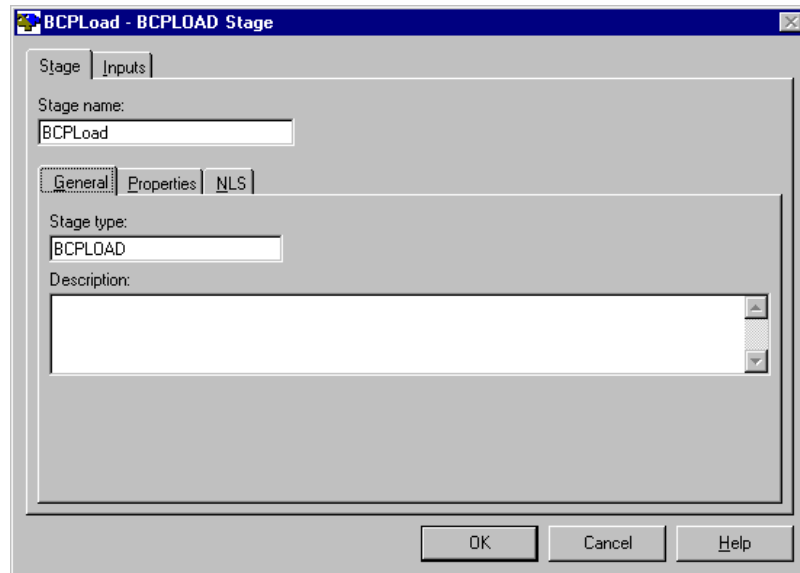 BCPLoad - BCPLOAD Stage
Stage Inputs
Stage name:
BCPLoad
General Properties NLS
Stage type:
BCPLOAD
Description:
OK Cancel Help